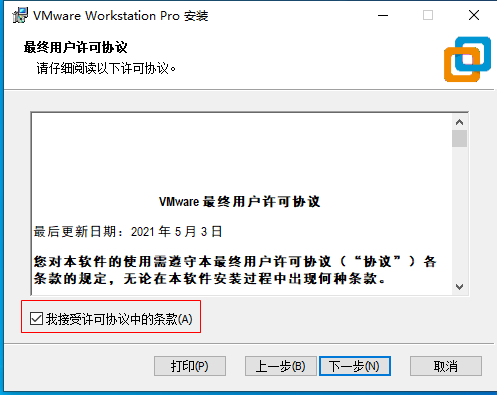 VMware Workstation Pro 安装
最终用户许可协议
请仔细阅读以下许可协议。
VMware 最终用户许可协议
最后更新日期：2021 年 5 月 3 日
您对本软件的使用需遵守本最终用户许可协议（“协议”）各
条款的规定，无论在本软件安装过程中出现何种条款。
我接受许可协议中的条款(A)
打印(P) 上一步(B) 下一步(N) 取消